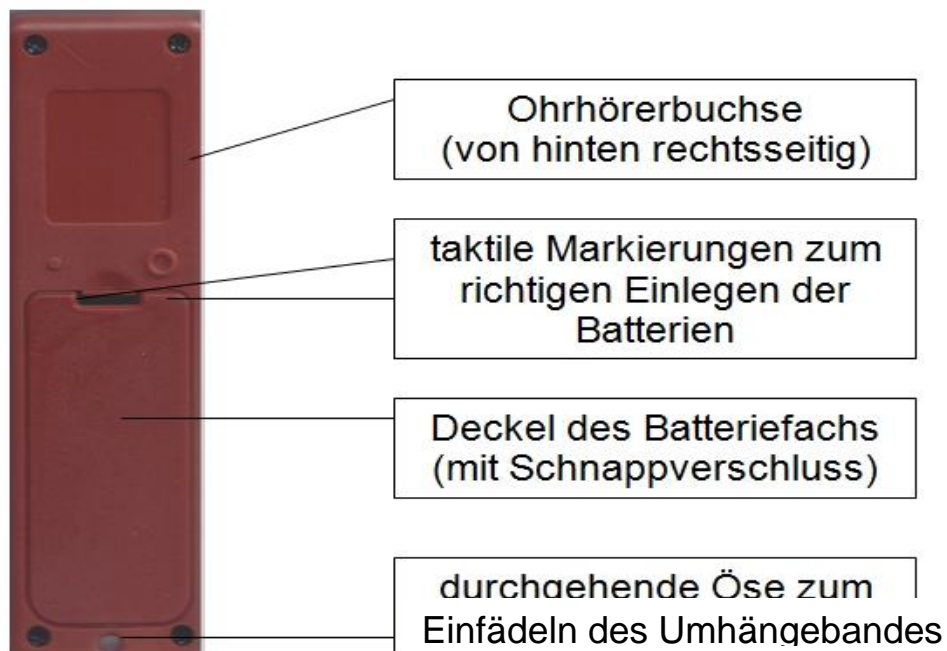 Ohrhörerbuchse
(von hinten rechtsseitig)
taktile Markierungen zum
richtigen Einlegen der
Batterien
Deckel des Batteriefachs
(mit Schnappverschluss)
durchgehende Öse zum
Einfädeln des Umhängebandes